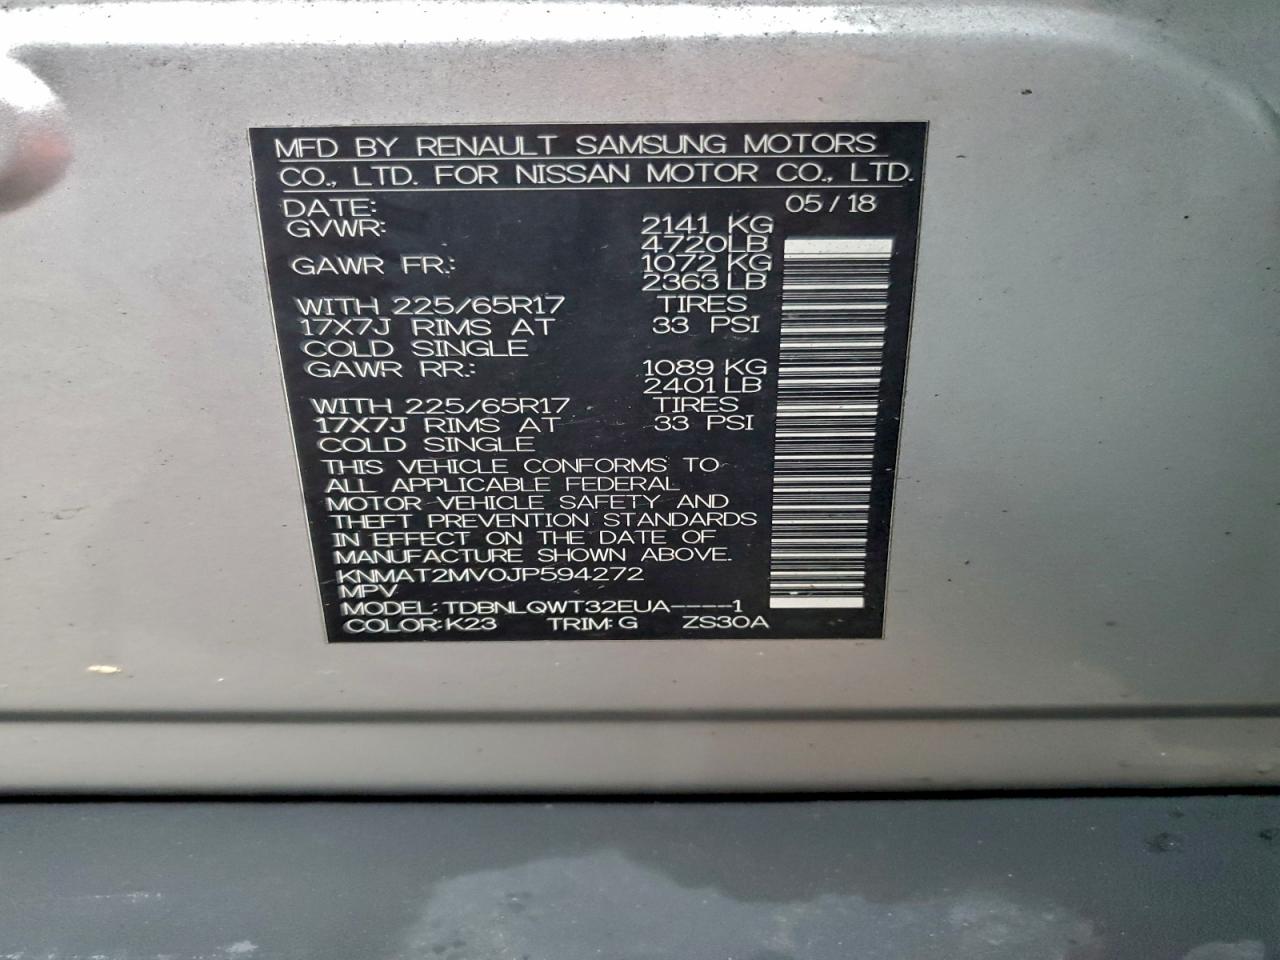 MFD BY RENAULT SAMSUNG MOTORS
CO., LTD. FOR NISSAN MOTOR CO., LTD.
DATE: 05/18
GVWR: 2141 KG
4720LB
GAWR FR.: 1072 KG
2363 LB
WITH 225/65R17 TIRES
17X7J RIMS AT 33 PSI
COLD SINGLE
GAWR RR.: 1089 KG
2401 LB
WITH 225/65R17 TIRES
17X7J RIMS AT 33 PSI
COLD SINGLE
THIS VEHICLE CONFORMS TO
ALL APPLICABLE FEDERAL
MOTOR VEHICLE SAFETY AND
THEFT PREVENTION STANDARDS
IN EFFECT ON THE DATE OF
MANUFACTURE SHOWN ABOVE.
KNMAT2MV0JP594272
MPV
MODEL: TDBNLQWT32EUA----1
COLOR: K23 TRIM: G ZS30A